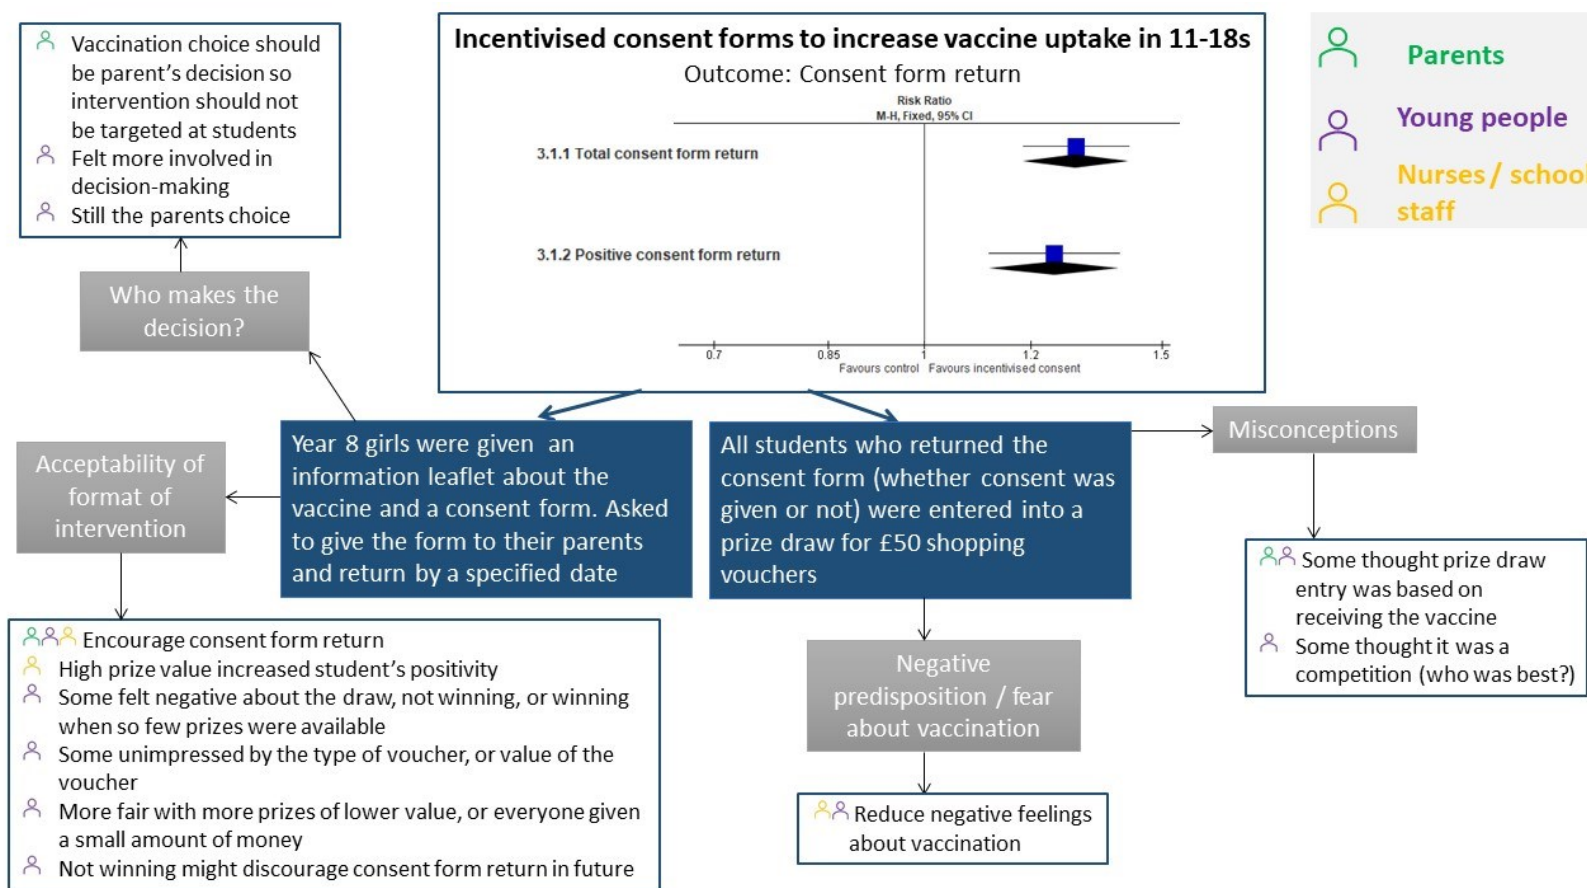 Vaccination choice should
be parent's decision so
intervention should not
be targeted at students
Felt more involved in
decision-making
Still the parents choice
Who makes the
decision?
Incentivised consent forms to increase vaccine uptake in 11-18s
Outcome: Consent form return
Risk Ratio
M-H, Fixed, 95% CI
3.1.1 Total consent form return
3.1.2 Positive consent form return
0.7 0.85 1 1.2 1.5
Favours control Favours incentivised consent
Parents
Young people
Nurses / school
staff
Acceptability of
format of
intervention
Year 8 girls were given an
information leaflet about the
vaccine and a consent form. Asked
to give the form to their parents
and return by a specified date
All students who returned the
consent form (whether consent was
given or not) were entered into a
prize draw for £50 shopping
vouchers
Misconceptions
Encourage consent form return
High prize value increased student's positivity
Some felt negative about the draw, not winning, or winning
when so few prizes were available
Some unimpressed by the type of voucher, or value of the
voucher
More fair with more prizes of lower value, or everyone given
a small amount of money
Not winning might discourage consent form return in future
Negative
predisposition / fear
about vaccination
Reduce negative feelings
about vaccination
Some thought prize draw
entry was based on
receiving the vaccine
Some thought it was a
competition (who was best?)